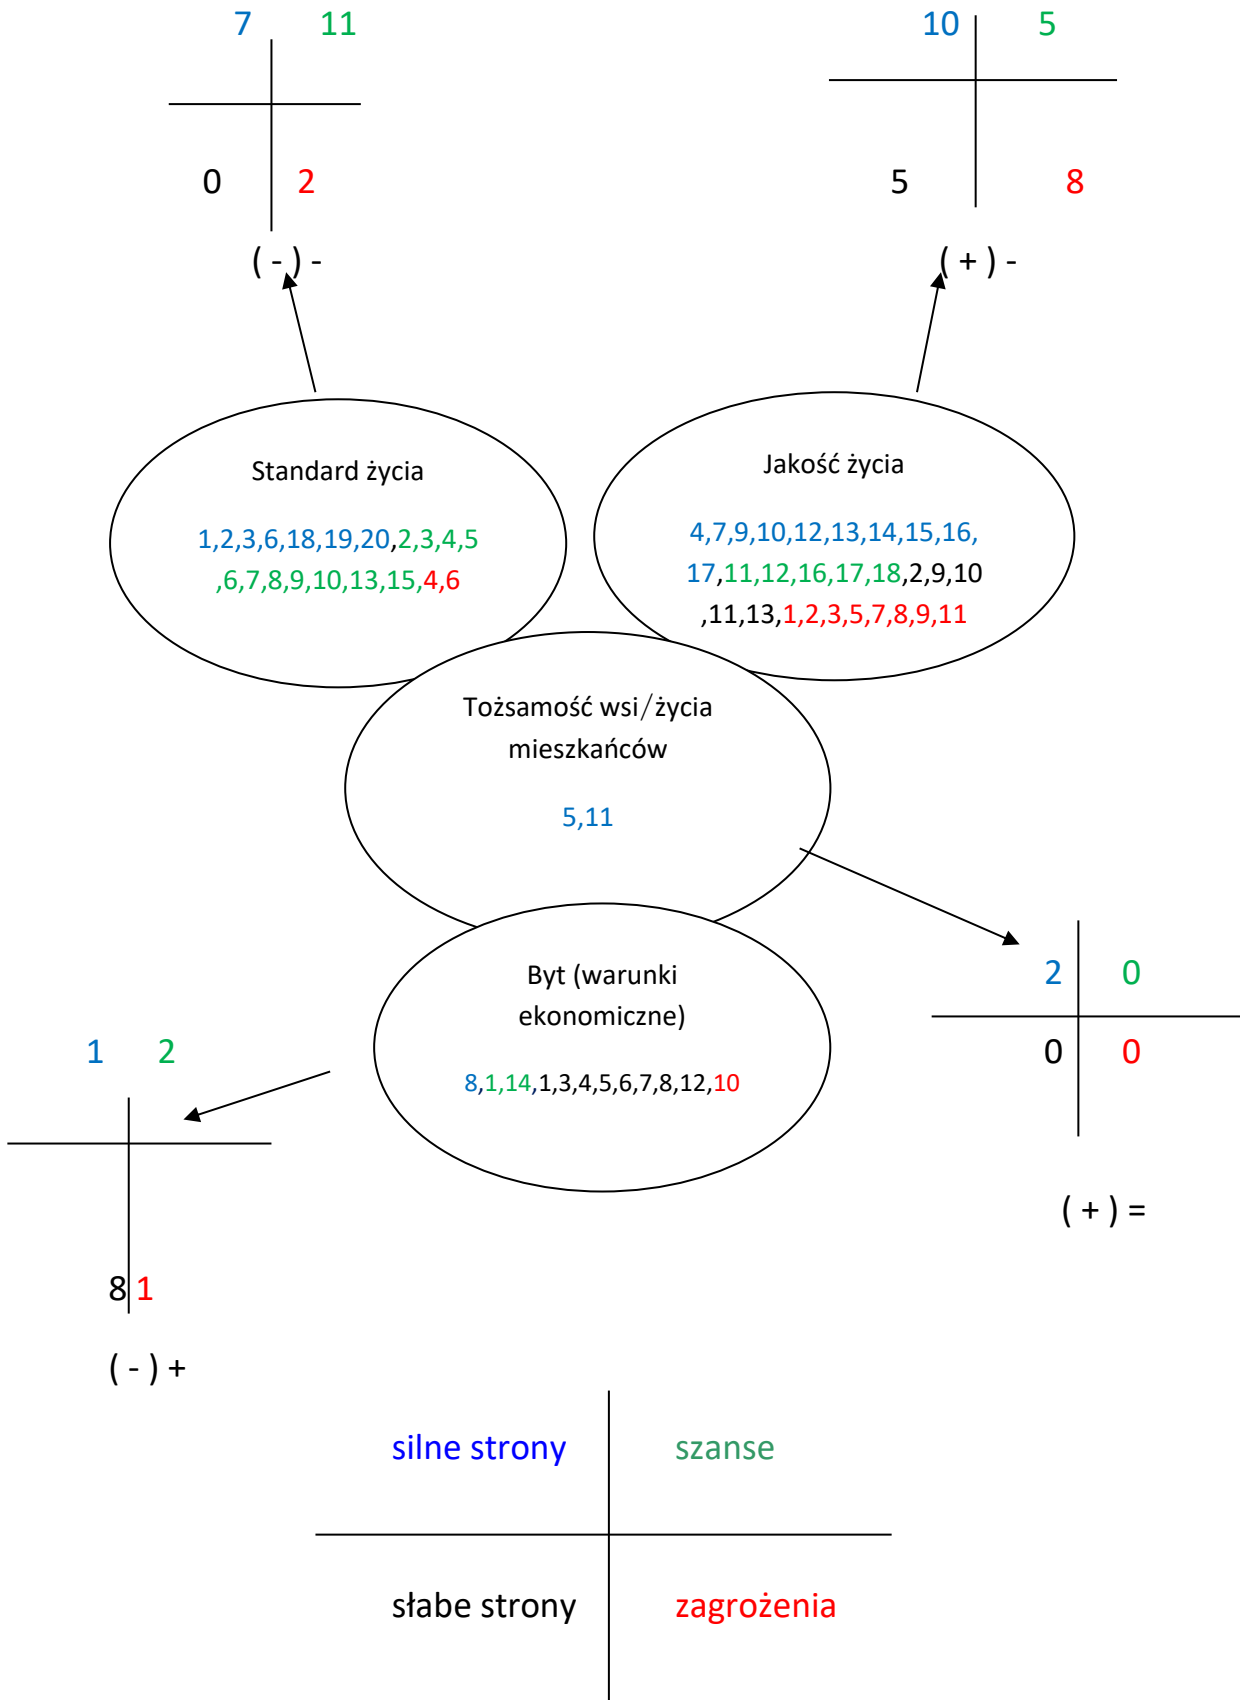 7 11
0 2
( - ) -
10 5
5 8
( + ) -
Standard życia
1,2,3,6,18,19,20,2,3,4,5
,6,7,8,9,10,13,15,4,6
Jakość życia
4,7,9,10,12,13,14,15,16,
17,11,12,16,17,18,2,9,10
,11,13,1,2,3,5,7,8,9,11
Tożsamość wsi/życia
mieszkańców
5,11
2 0
0 0
( + ) =
Byt (warunki
ekonomiczne)
8,1,14,1,3,4,5,6,7,8,12,10
1 2
8 1
( - ) +
silne strony szanse
słabe strony zagrożenia